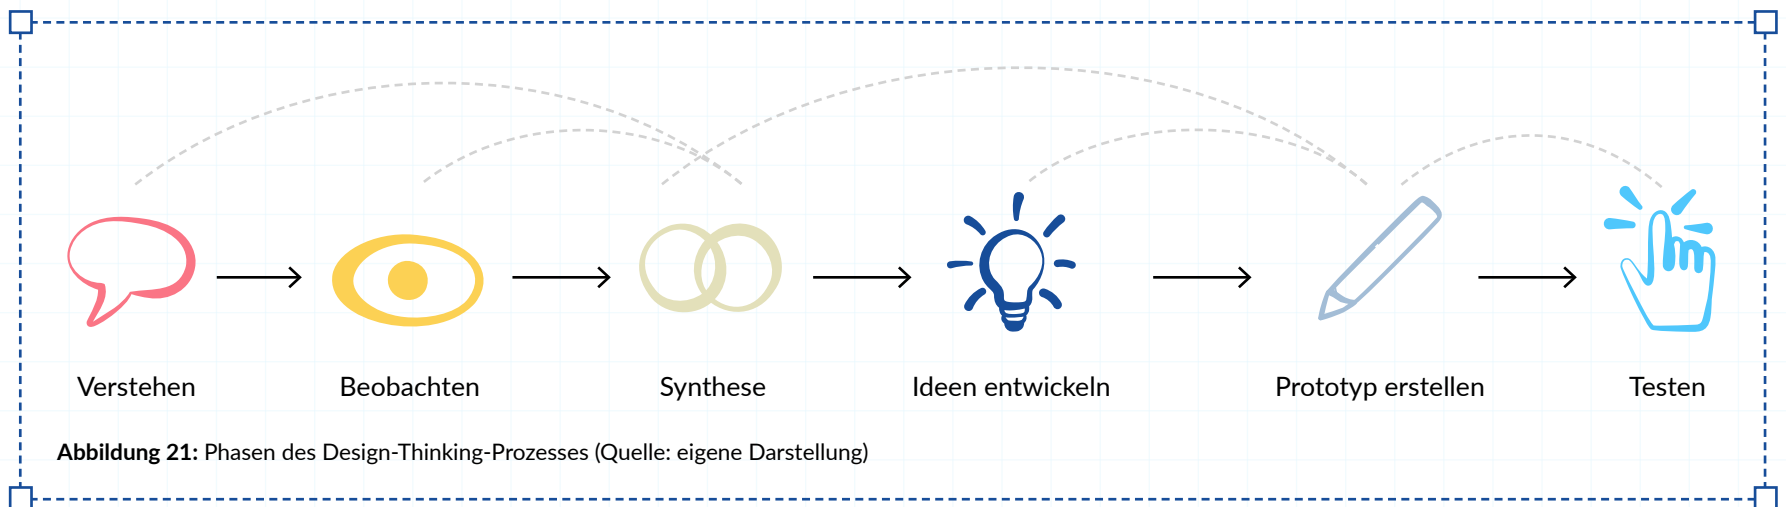 Verstehen
Beobachten
Synthese
Ideen entwickeln
Prototyp erstellen
Testen
Abbildung 21: Phasen des Design-Thinking-Prozesses (Quelle: eigene Darstellung)